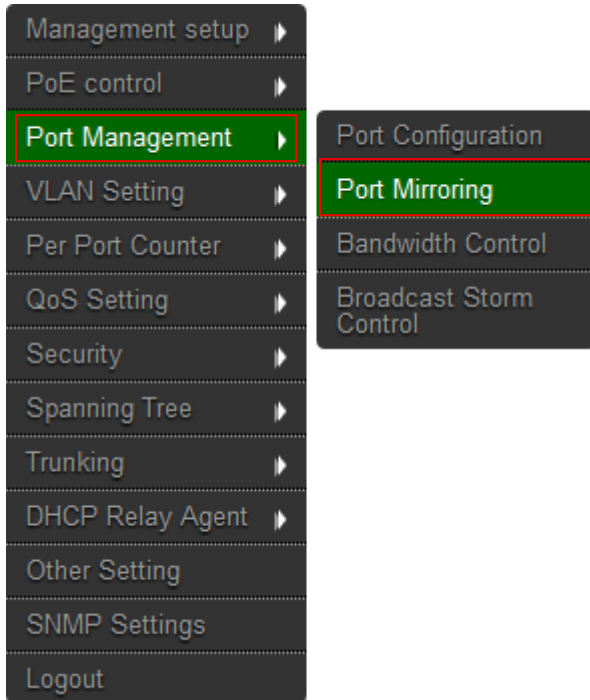 Management setup
PoE control
Port Management
VLAN Setting
Per Port Counter
QoS Setting
Security
Spanning Tree
Trunking
DHCP Relay Agent
Other Setting
SNMP Settings
Logout
Port Configuration
Port Mirroring
Bandwidth Control
Broadcast Storm
Control